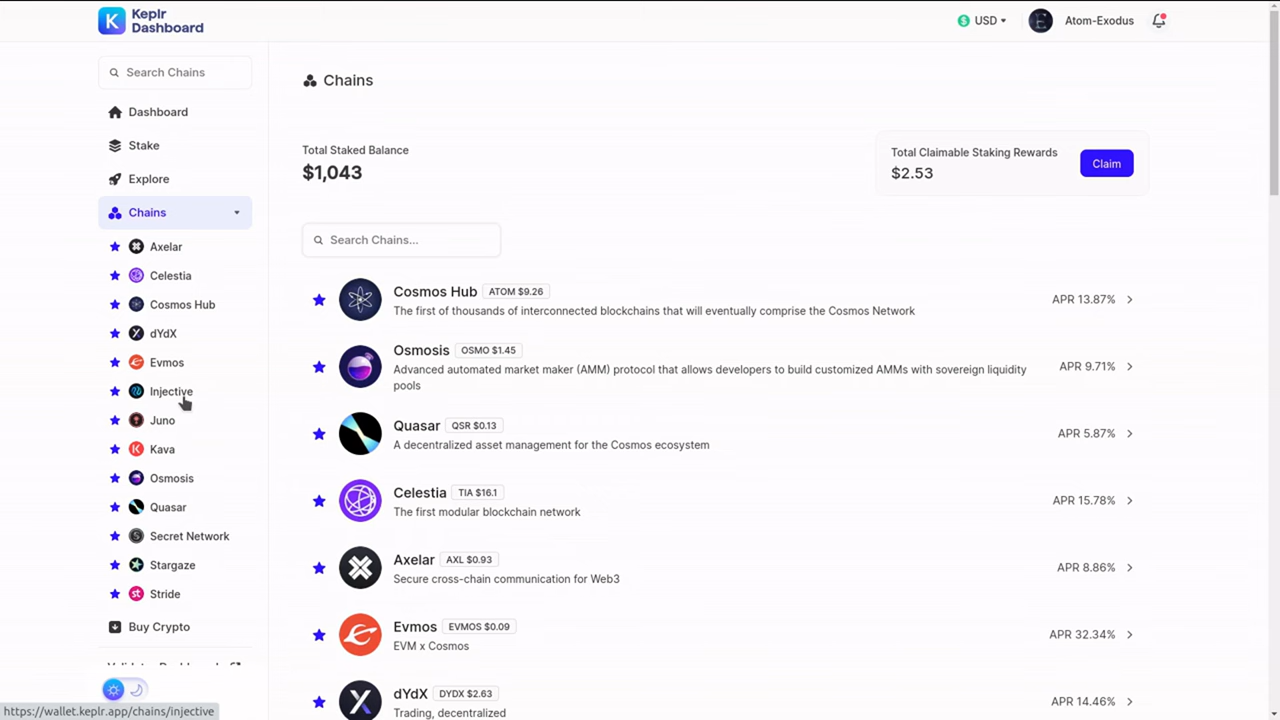 Keplr
Dashboard
USD
Atom-Exodus
Search Chains
Dashboard
Stake
Explore
Chains
Axelar
Celestia
Cosmos Hub
dYdX
Evmos
Injective
Juno
Kava
Osmosis
Quasar
Secret Network
Stargaze
Stride
Buy Crypto
https://wallet.keplr.app/chains/injective
Chains
Total Staked Balance
$1,043
Total Claimable Staking Rewards
$2.53
Claim
Search Chains...
Cosmos Hub ATOM $9.26
The first of thousands of interconnected blockchains that will eventually comprise the Cosmos Network
APR 13.87%
Osmosis OSMO $1.45
Advanced automated market maker (AMM) protocol that allows developers to build customized AMMs with sovereign liquidity
pools
APR 9.71%
Quasar QSR $0.13
A decentralized asset management for the Cosmos ecosystem
APR 5.87%
Celestia TIA $16.1
The first modular blockchain network
APR 15.78%
Axelar AXL $0.93
Secure cross-chain communication for Web3
APR 8.86%
Evmos EVMOS $0.09
EVM x Cosmos
APR 32.34%
dYdX DYDX $2.63
Trading, decentralized
APR 14.46%